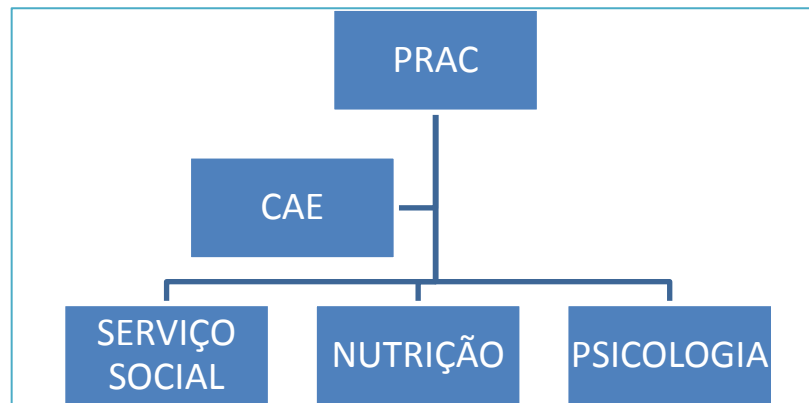 PRAC
CAE
SERVIÇO
SOCIAL
NUTRIÇÃO
PSICOLOGIA